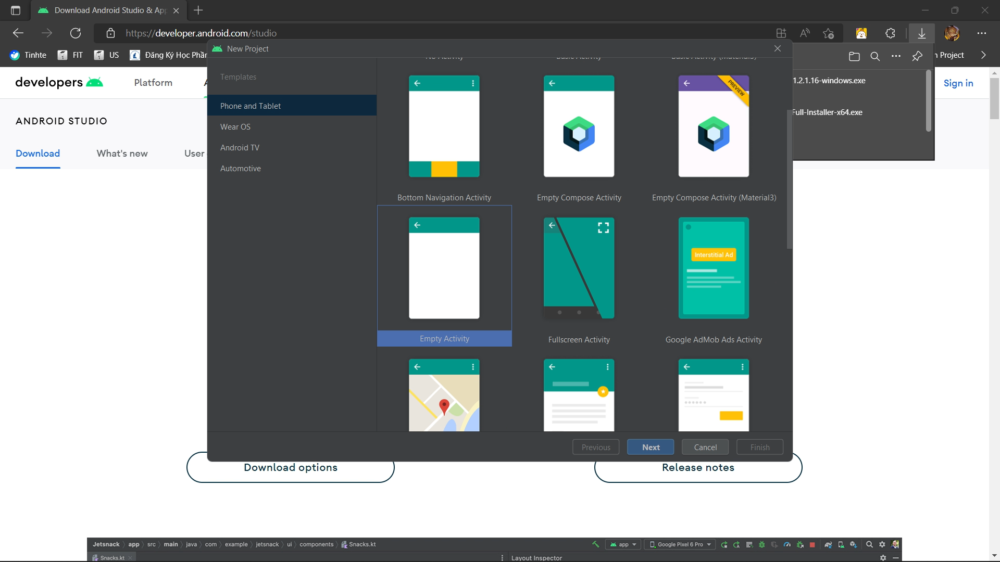 Download Android Studio & Ap
https://developer.android.com/studio
Tinhte
FIT
US
Đăng Ký Học Phần
New Project
Project
developers
Platform
Sign in
1.2.1.16-windows.exe
Full-Installer-x64.exe
ANDROID STUDIO
Download
What's new
User
Templates
Phone and Tablet
Wear OS
Android TV
Automotive
No Activity
Basic Activity
Basic Activity (Material3)
PREVIEW
Bottom Navigation Activity
Empty Compose Activity
Empty Compose Activity (Material3)
Interstitial Ad
Empty Activity
Fullscreen Activity
Google AdMob Ads Activity
Previous
Next
Cancel
Finish
Download options
Release notes
Jetsnack
app
src
main
java
com
example
jetsnack
ui
components
Snacks.kt
app
Google Pixel 6 Pro
Snacks.kt
Layout Inspector